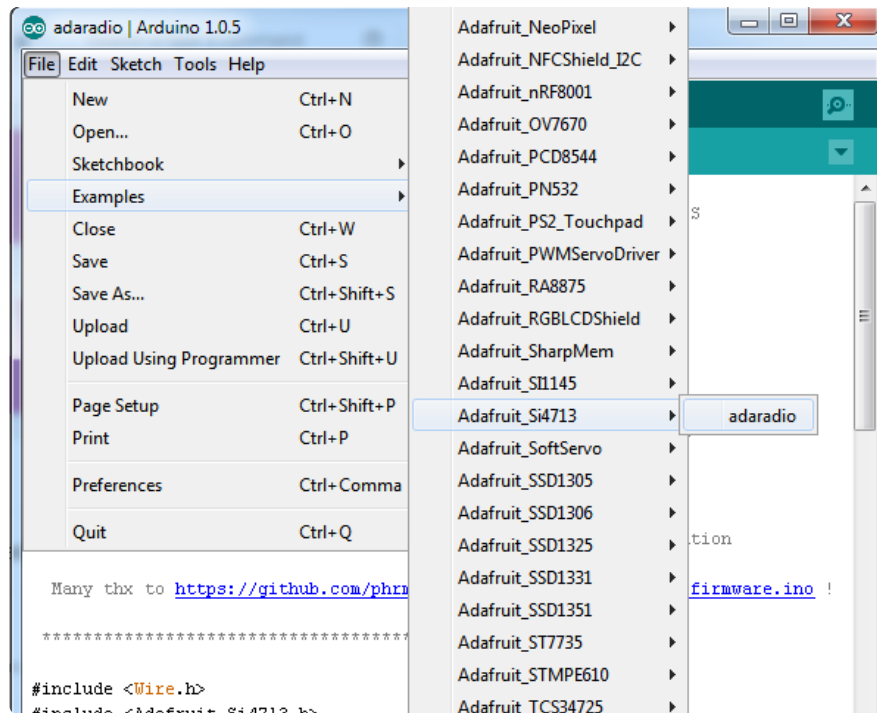 adaradio | Arduino 1.0.5
File Edit Sketch Tools Help
New Ctrl+N
Open... Ctrl+O
Sketchbook
Examples
Close Ctrl+W
Save Ctrl+S
Save As... Ctrl+Shift+S
Upload Ctrl+U
Upload Using Programmer Ctrl+Shift+U
Page Setup Ctrl+Shift+P
Print Ctrl+P
Preferences Ctrl+Comma
Quit Ctrl+Q
Adafruit_NeoPixel
Adafruit_NFCShield_I2C
Adafruit_nRF8001
Adafruit_OV7670
Adafruit_PCD8544
Adafruit_PN532
Adafruit_PS2_Touchpad
Adafruit_PWMServoDriver
Adafruit_RA8875
Adafruit_RGBLCDShield
Adafruit_SharpMem
Adafruit_SI1145
Adafruit_Si4713
Adafruit_SoftServo
Adafruit_SSD1305
Adafruit_SSD1306
Adafruit_SSD1325
Adafruit_SSD1331
Adafruit_SSD1351
Adafruit_ST7735
Adafruit_STMPE610
Adafruit_TCS34725
adaradio
s
tion
Many thx to https://github.com/phrm firmware.ino !
************************************
#include <Wire.h>
#include <Adafruit_Si4713.h>